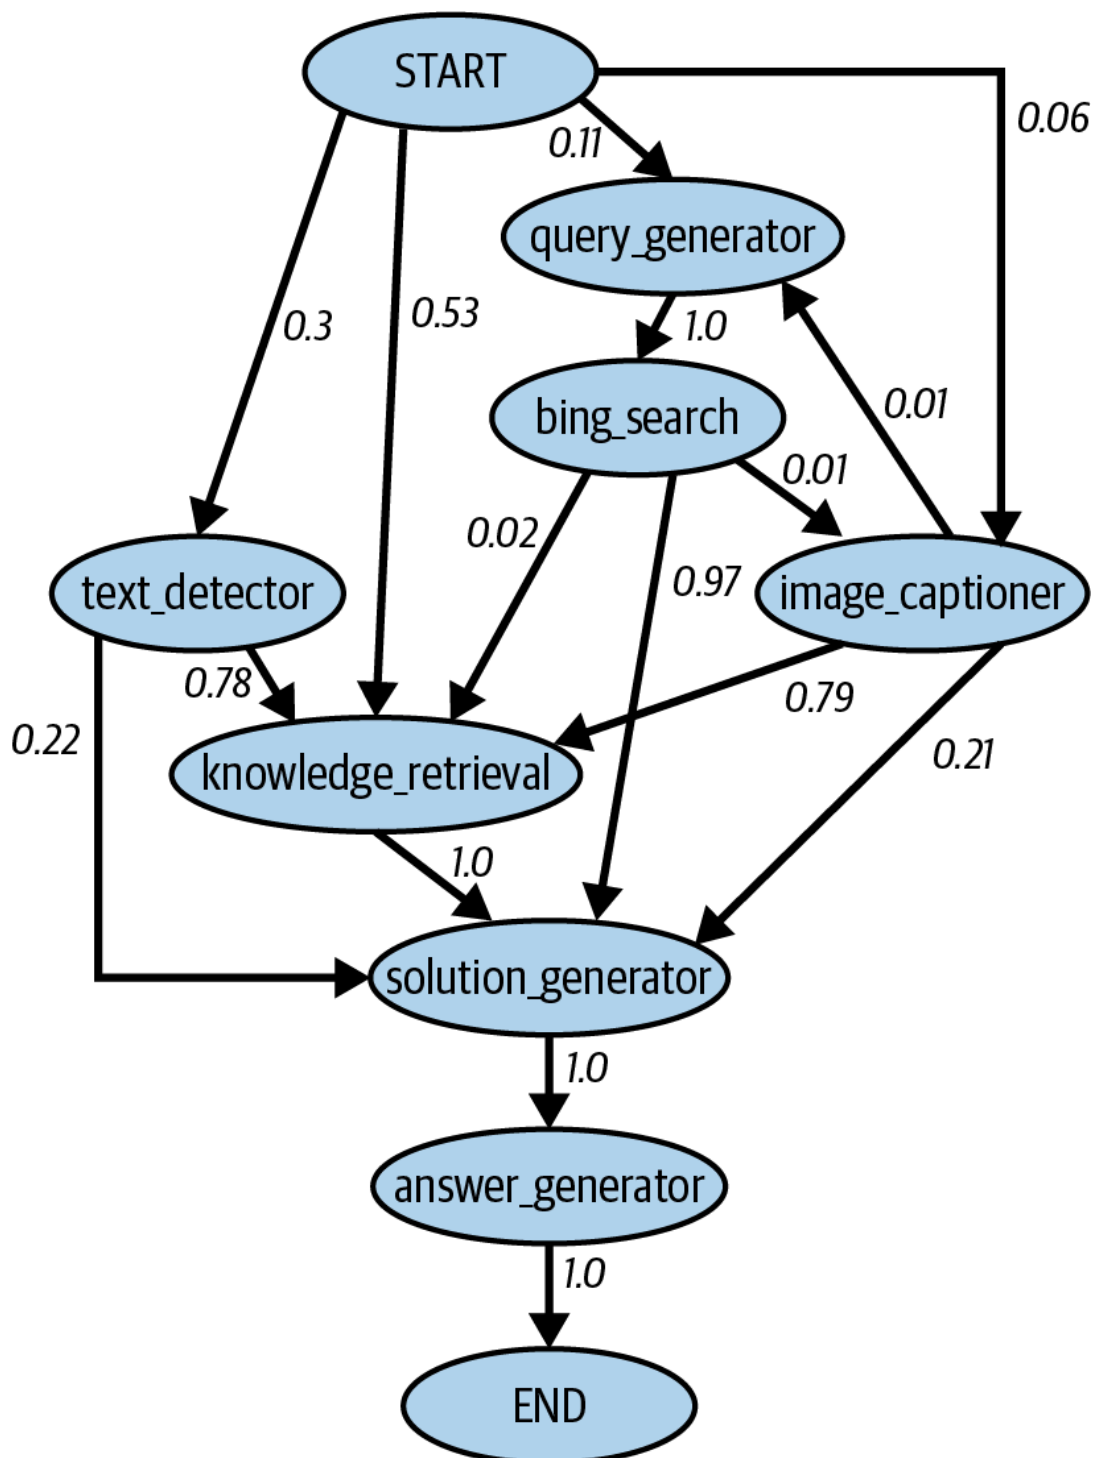 START
0.06
0.11
query_generator
0.3
0.53
1.0
0.01
bing_search
0.01
0.02
0.97
text_detector
image_captioner
0.78
0.79
0.22
0.21
knowledge_retrieval
1.0
solution_generator
1.0
answer_generator
1.0
END